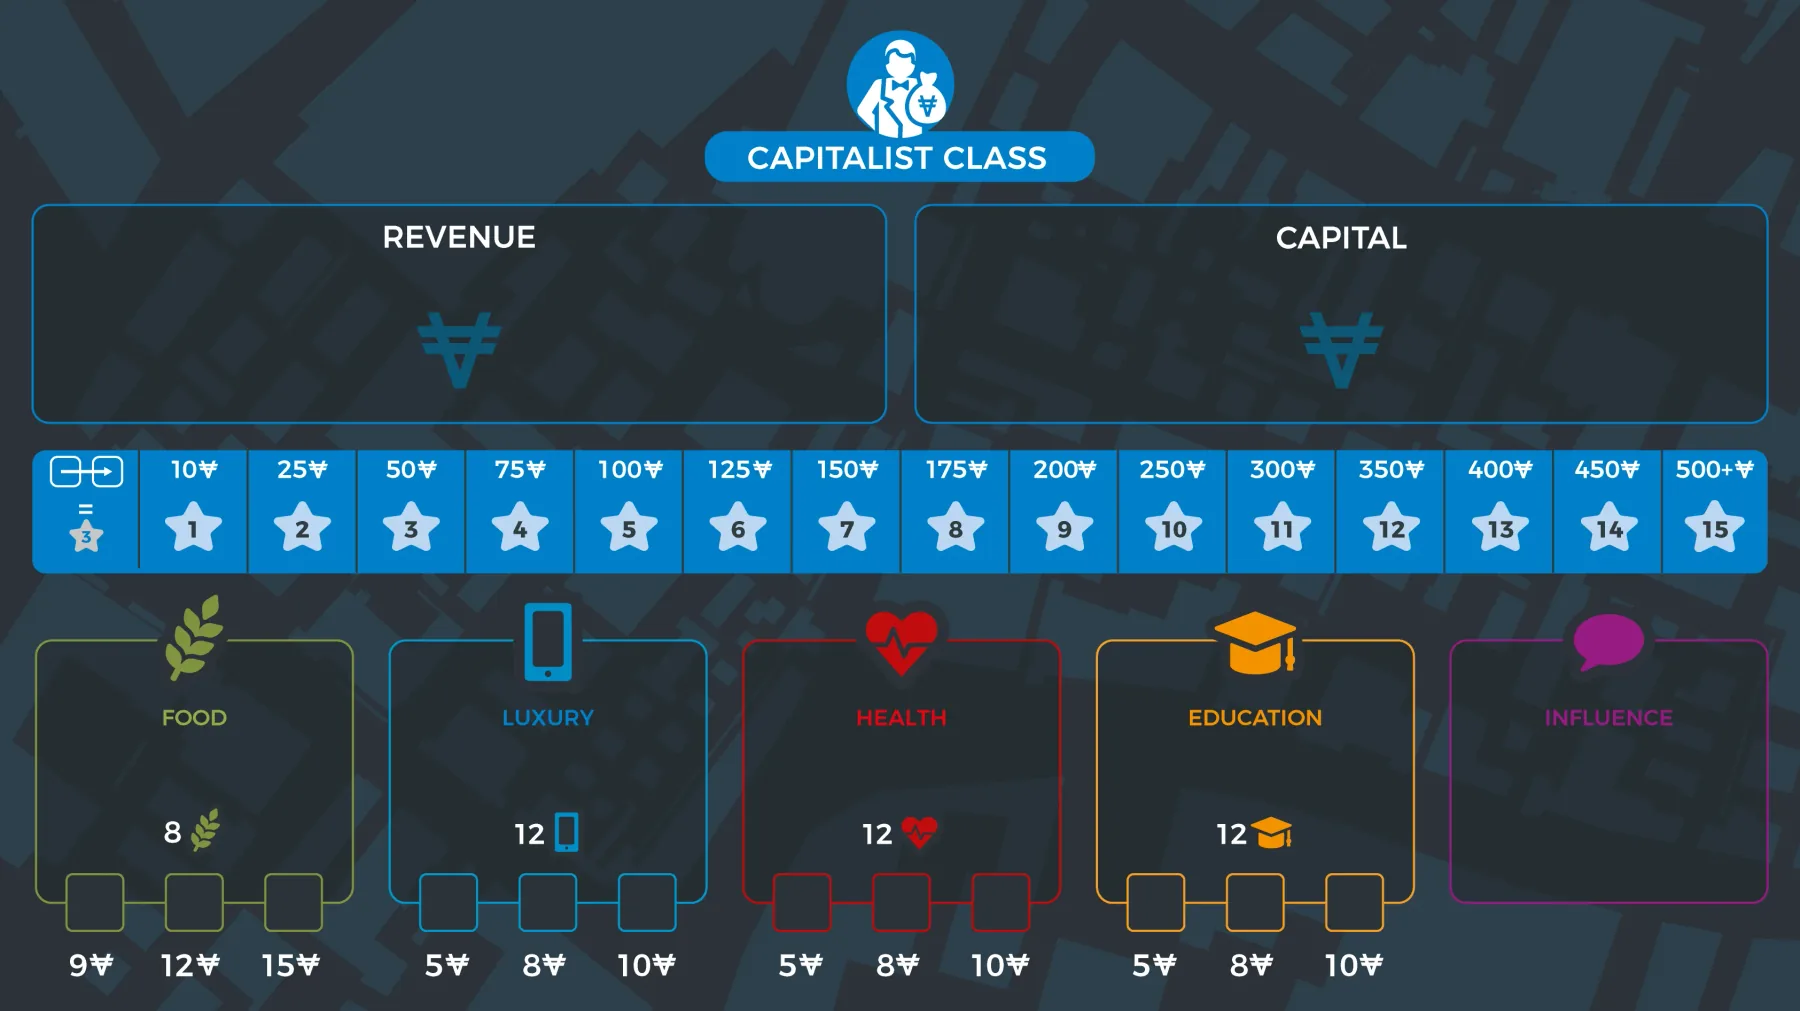 CAPITALIST CLASS
REVENUE
CAPITAL
10₩ 25₩ 50₩ 75₩ 100₩ 125₩ 150₩ 175₩ 200₩ 250₩ 300₩ 350₩ 400₩ 450₩ 500+₩
=
3 1 2 3 4 5 6 7 8 9 10 11 12 13 14 15
FOOD LUXURY HEALTH EDUCATION INFLUENCE
8 12 12 12
9₩ 12₩ 15₩ 5₩ 8₩ 10₩ 5₩ 8₩ 10₩ 5₩ 8₩ 10₩